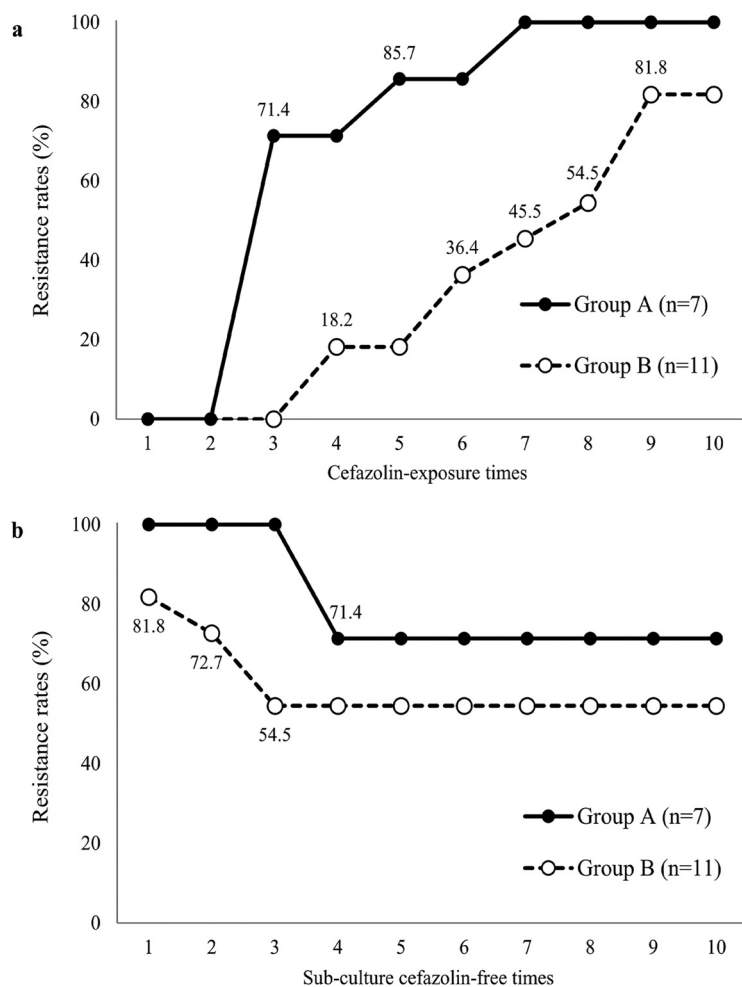 a
100
80
60
40
20
0
Resistance rates (%)
71.4
85.7
18.2
36.4
45.5
54.5
81.8
Group A (n=7)
Group B (n=11)
1 2 3 4 5 6 7 8 9 10
Cefazolin-exposure times
b
100
80
60
40
20
0
Resistance rates (%)
81.8
72.7
54.5
71.4
Group A (n=7)
Group B (n=11)
1 2 3 4 5 6 7 8 9 10
Sub-culture cefazolin-free times